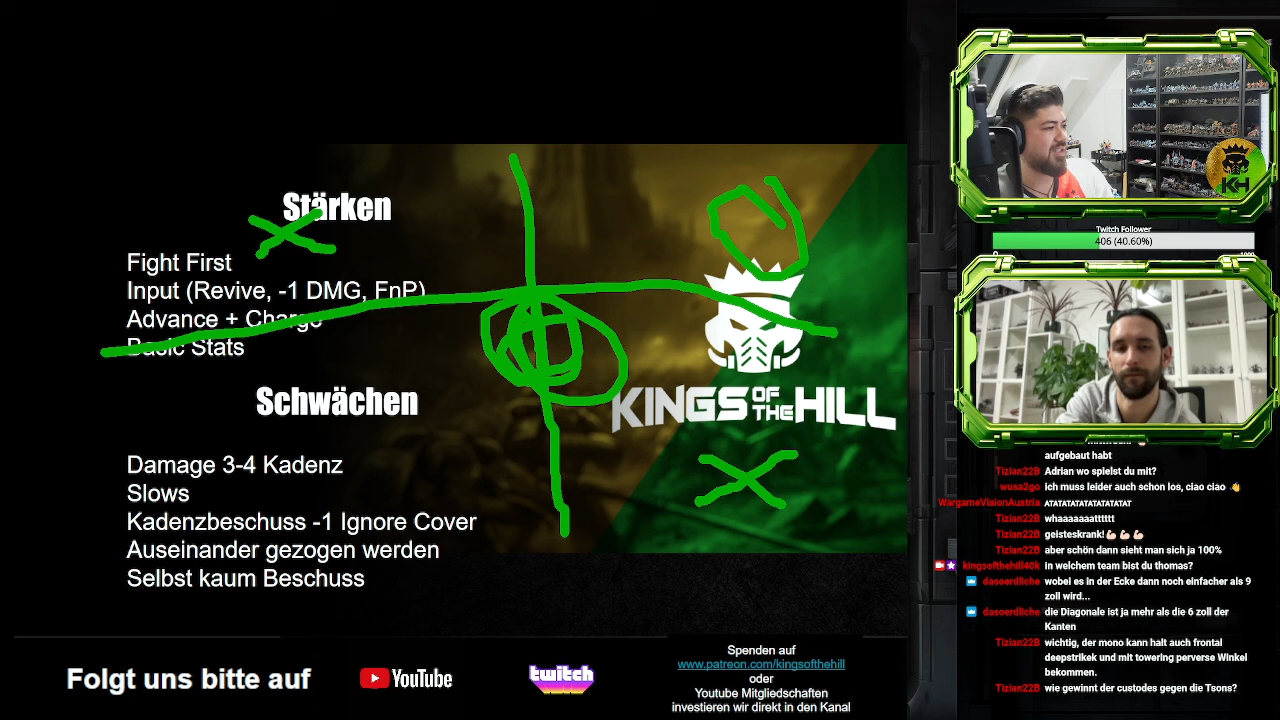 Stärken
Fight First
Input (Revive, -1 DMG, FnP)
Advance + Charge
Basic Stats
Schwächen
Damage 3-4 Kadenz
Slows
Kadenzbeschuss -1 Ignore Cover
Auseinander gezogen werden
Selbst kaum Beschuss
KINGS OF THE HILL
Folgt uns bitte auf
YouTube
twitch
Spenden auf
www.patreon.com/kingsofthehill
oder
Youtube Mitgliedschaften
investieren wir direkt in den Kanal
KH
Twitch Follower
406 (40.60%)
0 1000
aufgebaut habt
Tizian22B Adrian wo spielst du mit?
wusa2go ich muss leider auch schon los, ciao ciao 👋
WargameVisionAustria ATATATATATATATATAT
Tizian22B whaaaaaaatttttt
Tizian22B geisteskrank!💪🏻💪🏻💪🏻
Tizian22B aber schön dann sieht man sich ja 100%
kingsofthehill40k in welchem team bist du thomas?
dasoerdliche wobei es in der Ecke dann noch einfacher als 9
zoll wird...
dasoerdliche die Diagonale ist ja mehr als die 6 zoll der
Kanten
Tizian22B wichtig, der mono kann halt auch frontal
deepstrikek und mit towering perverse Winkel
bekommen.
Tizian22B wie gewinnt der custodes gegen die Tsons?